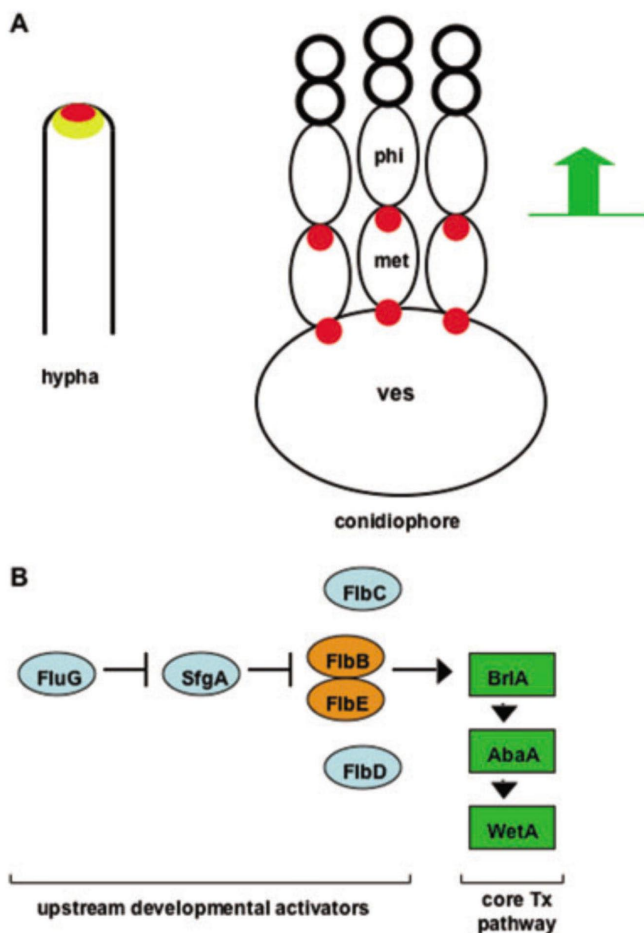 A
phi
met
hypha
ves
conidiophore
B
FlbC
FluG
SfgA
FlbB
BrlA
FlbE
AbaA
FlbD
WetA
upstream developmental activators
core Tx
pathway